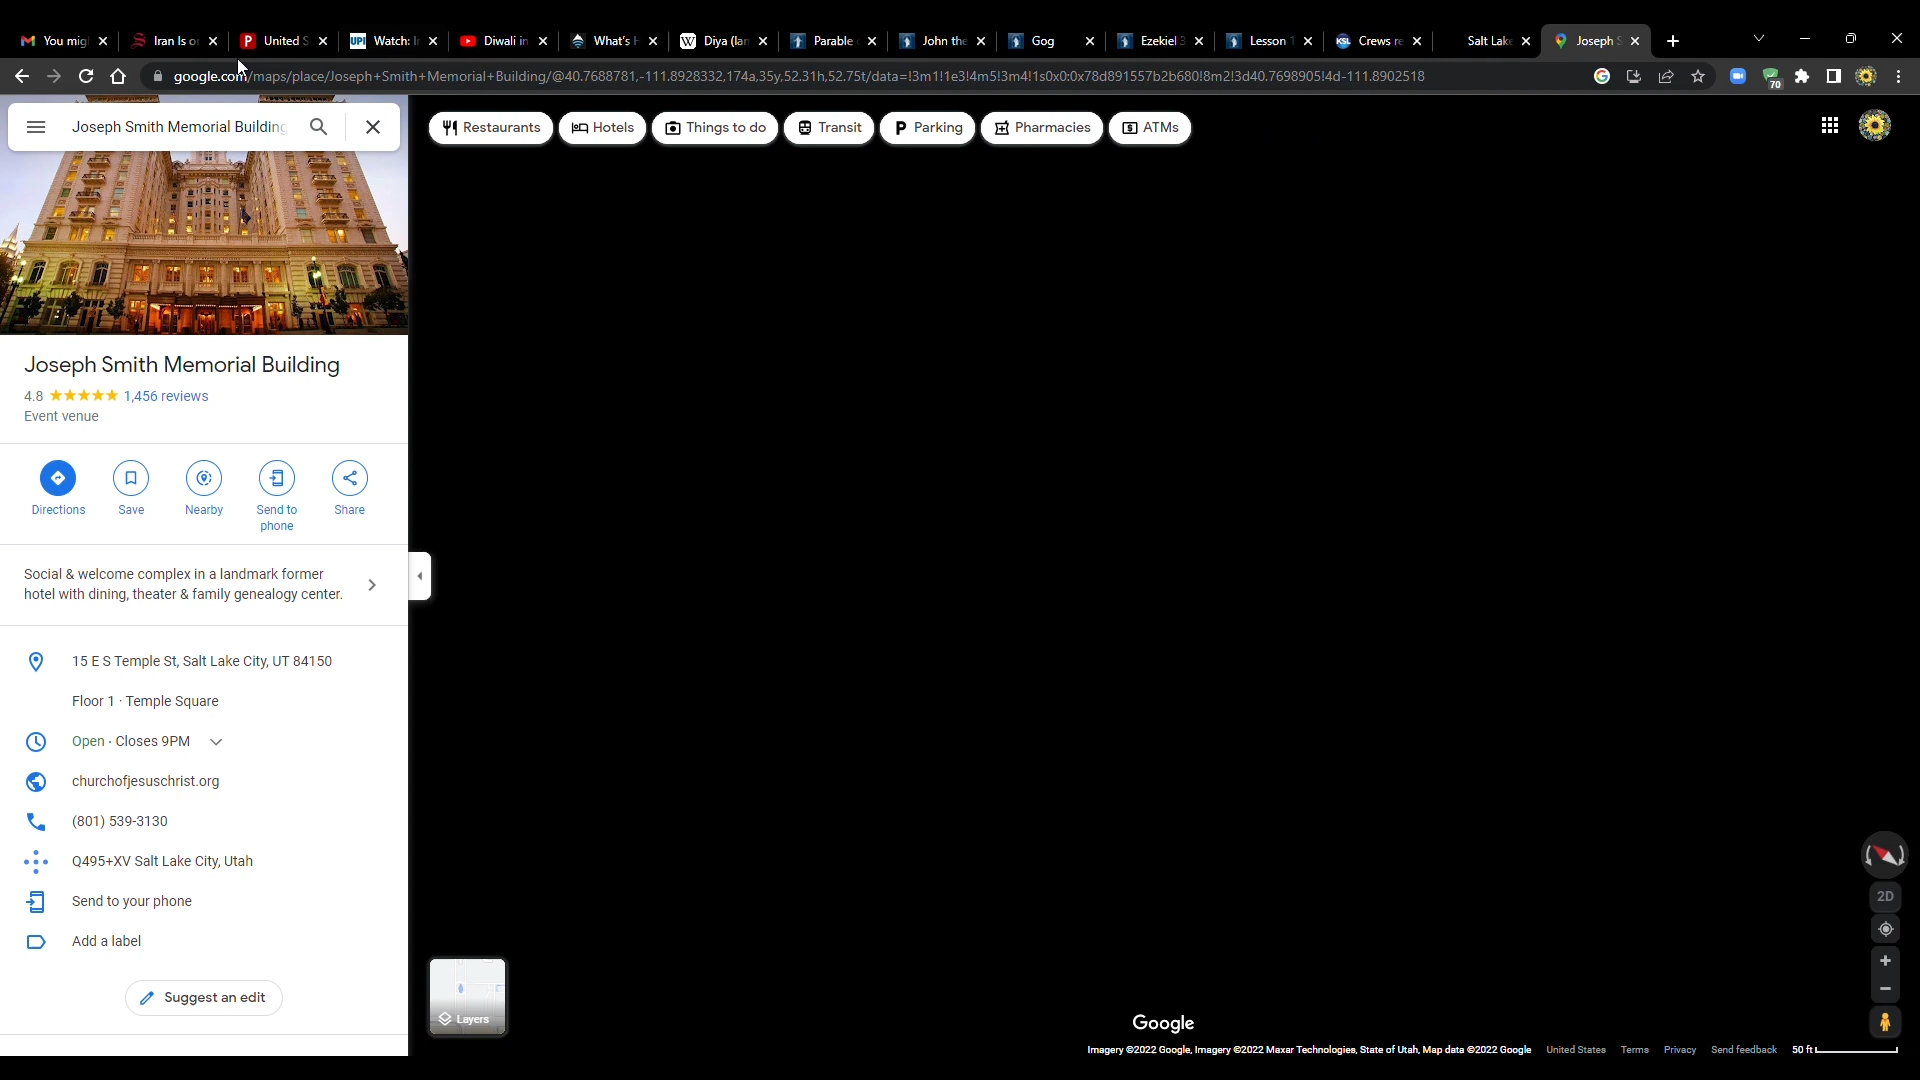 You mig
Iran Is o
United S
Watch: I
Diwali in
What's H
Diya (lan
Parable
John the
Gog
Ezekiel 3
Lesson 1
Crews re
Salt Lake
Joseph S
google.com/maps/place/Joseph+Smith+Memorial+Building/@40.7688781,-111.8928332,174a,35y,52.31h,52.75t/data=!3m1!1e3!4m5!3m4!1s0x0:0x78d891557b2b680!8m2!3d40.7698905!4d-111.8902518
70
Joseph Smith Memorial Building
Restaurants
Hotels
Things to do
Transit
Parking
Pharmacies
ATMs
Joseph Smith Memorial Building
4.8 1,456 reviews
Event venue
Directions
Save
Nearby
Send to
phone
Share
Social & welcome complex in a landmark former
hotel with dining, theater & family genealogy center.
15 E S Temple St, Salt Lake City, UT 84150
Floor 1 · Temple Square
Open · Closes 9PM
churchofjesuschrist.org
(801) 539-3130
Q495+XV Salt Lake City, Utah
Send to your phone
Add a label
Suggest an edit
Layers
2D
Google
Imagery ©2022 Google, Imagery ©2022 Maxar Technologies, State of Utah, Map data ©2022 Google United States Terms Privacy Send feedback 50 ft